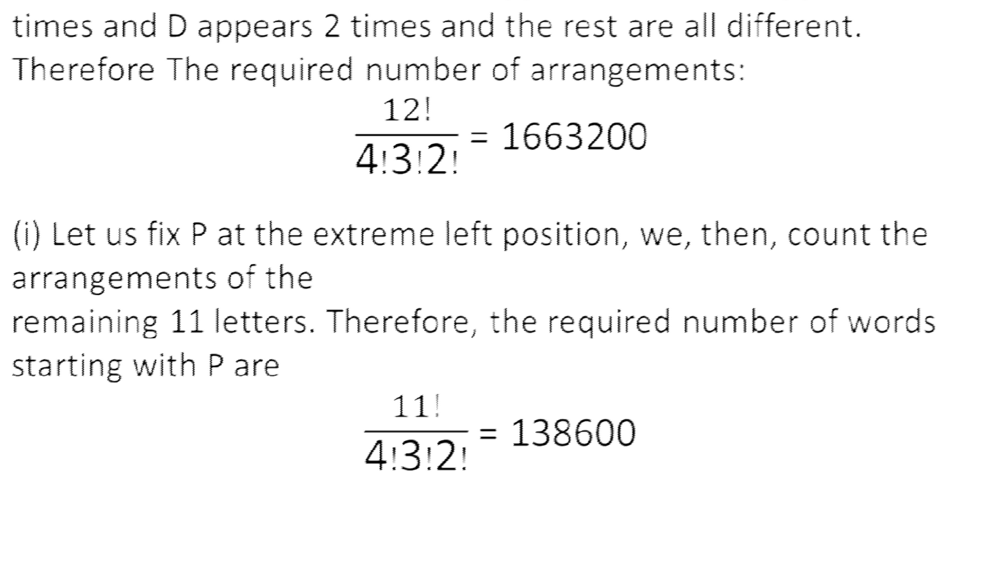 times and D appears 2 times and the rest are all different.
Therefore The required number of arrangements:
12!
4!3!2!
= 1663200
(i) Let us fix P at the extreme left position, we, then, count the
arrangements of the
remaining 11 letters. Therefore, the required number of words
starting with P are
11!
4!3!2!
= 138600